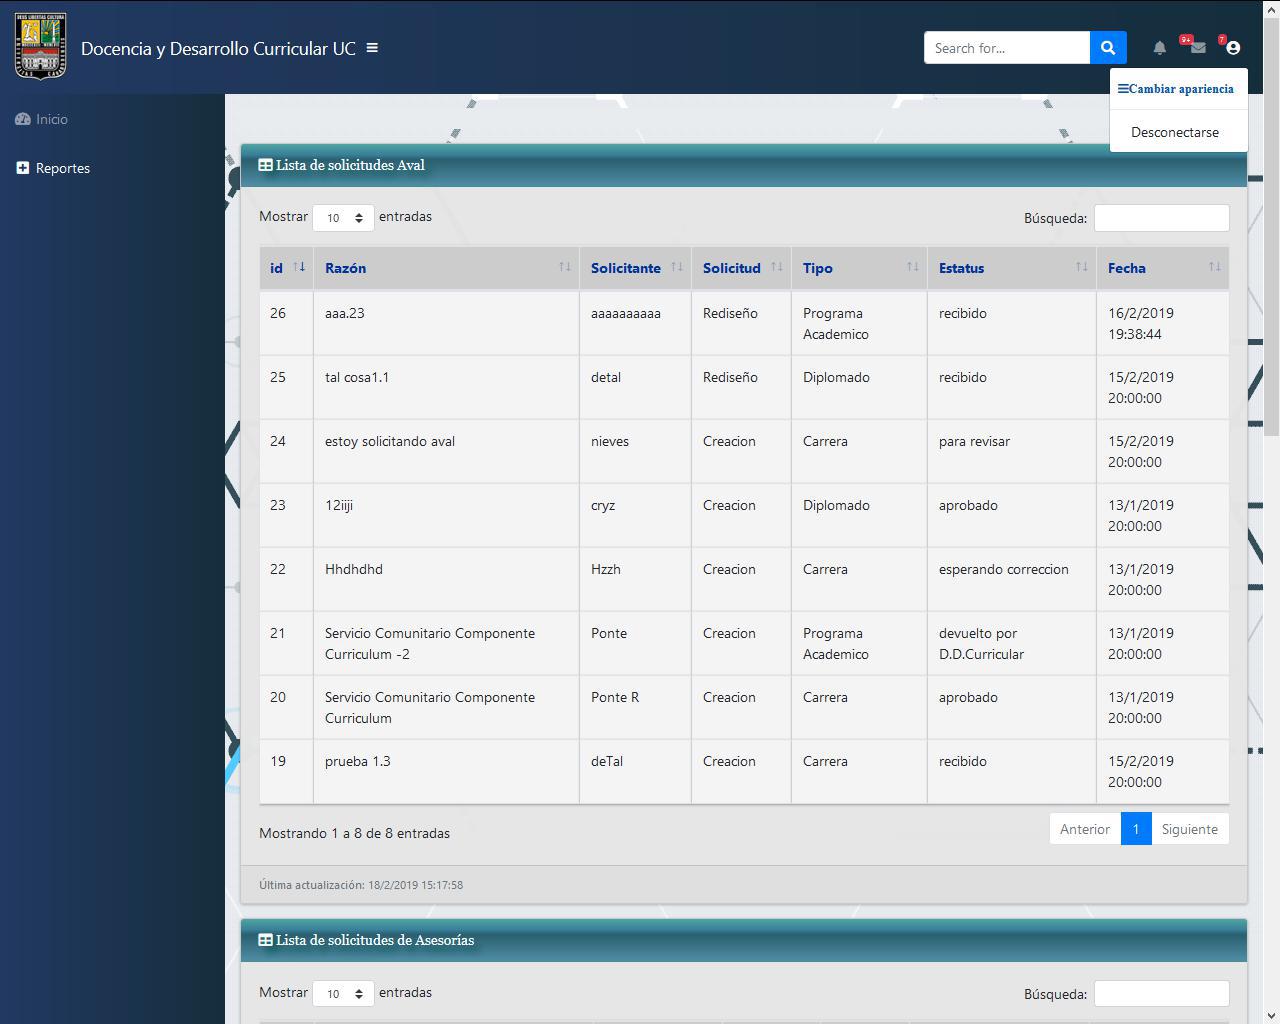 Docencia y Desarrollo Curricular UC
Search for...
9+
7
Cambiar apariencia
Desconectarse
Inicio
Reportes
Lista de solicitudes Aval
Mostrar 10 entradas
Búsqueda:
id Razón Solicitante Solicitud Tipo Estatus Fecha
26 aaa.23 aaaaaaaaaa Rediseño Programa Academico recibido 16/2/2019 19:38:44
25 tal cosa1.1 detal Rediseño Diplomado recibido 15/2/2019 20:00:00
24 estoy solicitando aval nieves Creacion Carrera para revisar 15/2/2019 20:00:00
23 12iiji cryz Creacion Diplomado aprobado 13/1/2019 20:00:00
22 Hhdhdhd Hzzh Creacion Carrera esperando correccion 13/1/2019 20:00:00
21 Servicio Comunitario Componente Curriculum -2 Ponte Creacion Programa Academico devuelto por D.D.Curricular 13/1/2019 20:00:00
20 Servicio Comunitario Componente Curriculum Ponte R Creacion Carrera aprobado 13/1/2019 20:00:00
19 prueba 1.3 deTal Creacion Carrera recibido 15/2/2019 20:00:00
Mostrando 1 a 8 de 8 entradas
Anterior 1 Siguiente
Última actualización: 18/2/2019 15:17:58
Lista de solicitudes de Asesorías
Mostrar 10 entradas
Búsqueda: